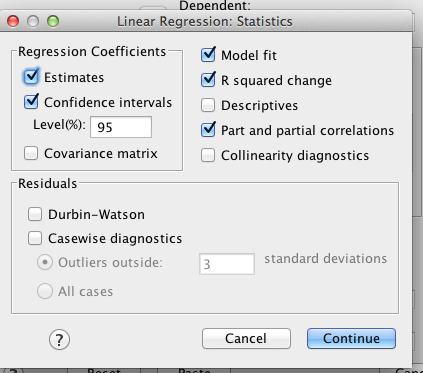 Dependent:
Linear Regression: Statistics
Regression Coefficients
Estimates
Confidence intervals
Level(%): 95
Covariance matrix
Model fit
R squared change
Descriptives
Part and partial correlations
Collinearity diagnostics
Residuals
Durbin-Watson
Casewise diagnostics
Outliers outside: 3 standard deviations
All cases
? Cancel Continue
? Reset Paste